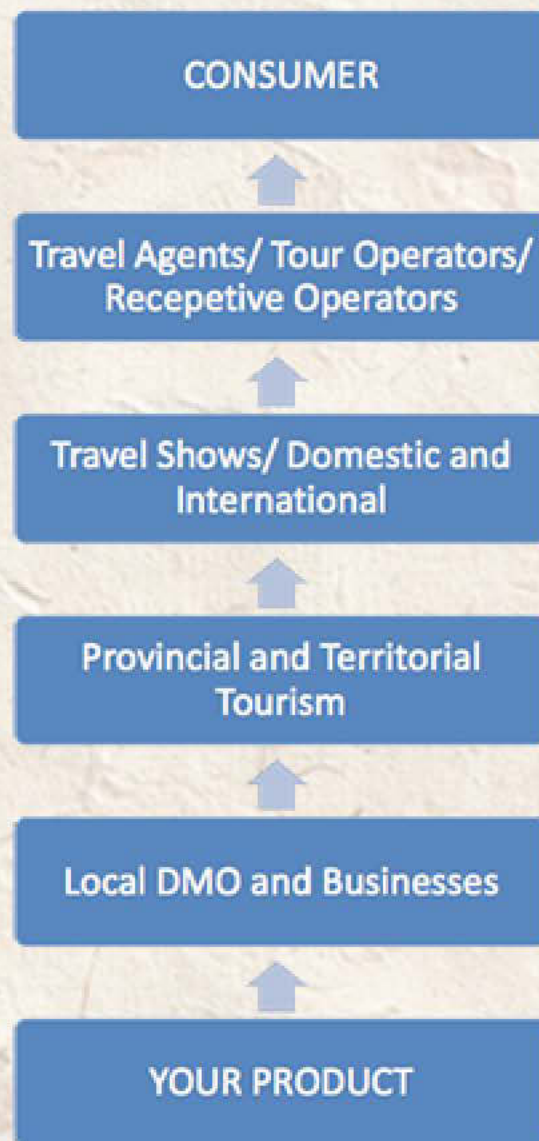 CONSUMER
Travel Agents/ Tour Operators/
Recepetive Operators
Travel Shows/ Domestic and
International
Provincial and Territorial
Tourism
Local DMO and Businesses
YOUR PRODUCT